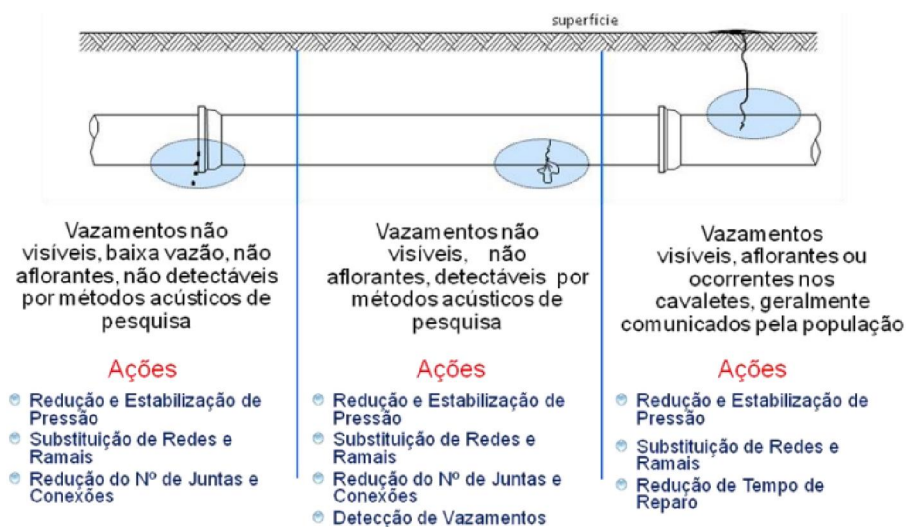 superfície
Vazamentos não
visíveis, baixa vazão, não
aflorantes, não detectáveis
por métodos acústicos de
pesquisa
Ações
Redução e Estabilização de
Pressão
Substituição de Redes e
Ramais
Redução do Nº de Juntas e
Conexões
Vazamentos não
visíveis, não
aflorantes, detectáveis por
métodos acústicos de
pesquisa
Ações
Redução e Estabilização de
Pressão
Substituição de Redes e
Ramais
Redução do Nº de Juntas e
Conexões
Detecção de Vazamentos
Vazamentos
visíveis, aflorantes ou
ocorrentes nos
cavaletes, geralmente
comunicados pela população
Ações
Redução e Estabilização de
Pressão
Substituição de Redes e
Ramais
Redução de Tempo de
Reparo